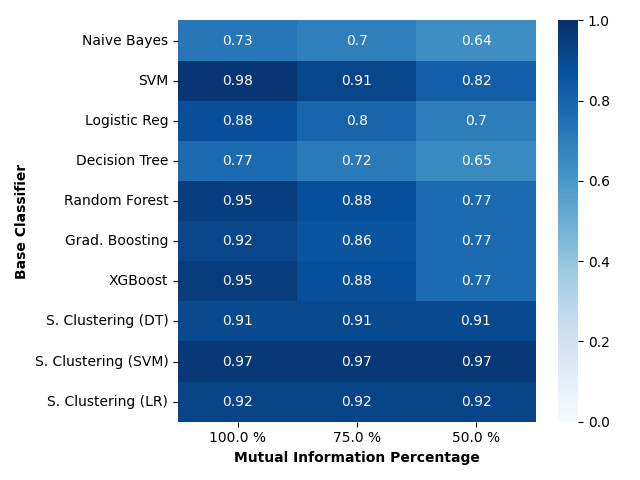 Base Classifier
Naive Bayes 0.73 0.7 0.64
SVM 0.98 0.91 0.82
Logistic Reg 0.88 0.8 0.7
Decision Tree 0.77 0.72 0.65
Random Forest 0.95 0.88 0.77
Grad. Boosting 0.92 0.86 0.77
XGBoost 0.95 0.88 0.77
S. Clustering (DT) 0.91 0.91 0.91
S. Clustering (SVM) 0.97 0.97 0.97
S. Clustering (LR) 0.92 0.92 0.92
100.0 % 75.0 % 50.0 %
Mutual Information Percentage
1.0
0.8
0.6
0.4
0.2
0.0